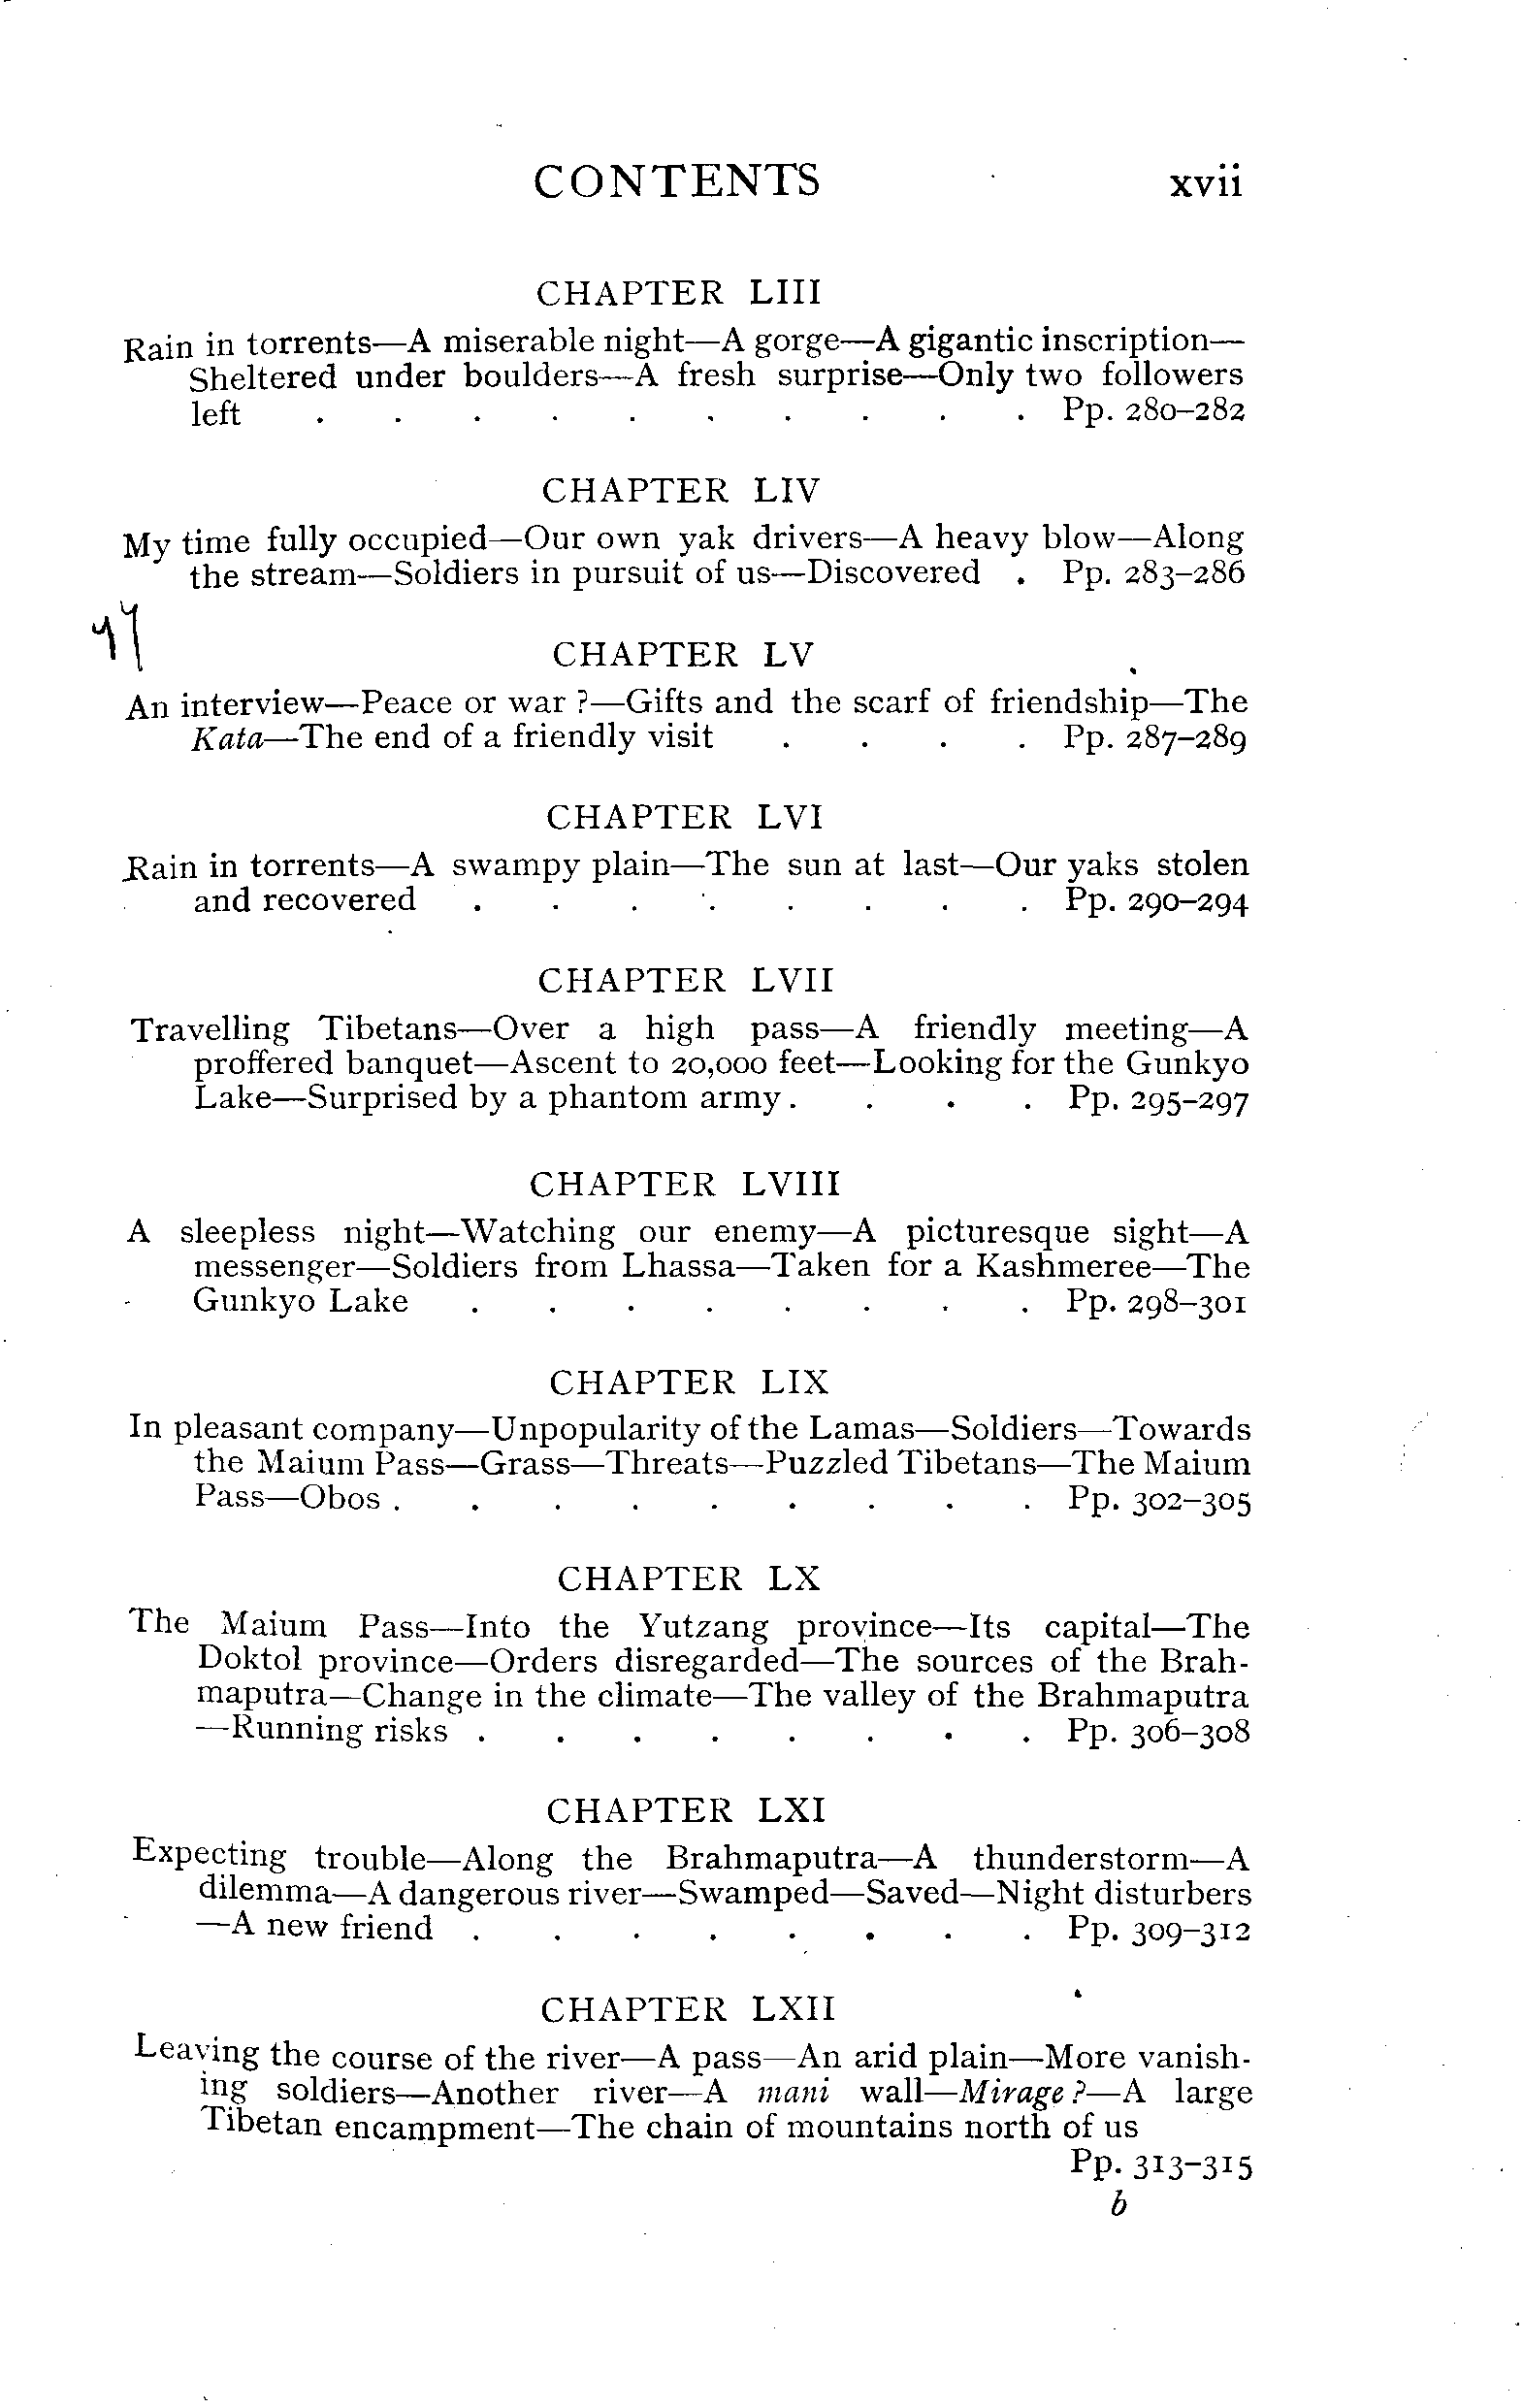 CONTENTS xvii
CHAPTER LIII
Rain in torrents—A miserable night—A gorge—A gigantic inscription—
Sheltered under boulders—A fresh surprise—Only two followers
left . . . . . . . . . . Pp. 280–282
CHAPTER LIV
My time fully occupied—Our own yak drivers—A heavy blow—Along
the stream—Soldiers in pursuit of us—Discovered . Pp. 283–286
CHAPTER LV
An interview—Peace or war ?—Gifts and the scarf of friendship—The
Kata—The end of a friendly visit . . . . Pp. 287–289
CHAPTER LVI
Rain in torrents—A swampy plain—The sun at last—Our yaks stolen
and recovered . . . . . . . . Pp. 290–294
CHAPTER LVII
Travelling Tibetans—Over a high pass—A friendly meeting—A
proffered banquet—Ascent to 20,000 feet—Looking for the Gunkyo
Lake—Surprised by a phantom army . . . . Pp. 295–297
CHAPTER LVIII
A sleepless night—Watching our enemy—A picturesque sight—A
messenger—Soldiers from Lhassa—Taken for a Kashmeree—The
Gunkyo Lake . . . . . . . . Pp. 298–301
CHAPTER LIX
In pleasant company—Unpopularity of the Lamas—Soldiers—Towards
the Maium Pass—Grass—Threats—Puzzled Tibetans—The Maium
Pass—Obos . . . . . . . . . Pp. 302–305
CHAPTER LX
The Maium Pass—Into the Yutzang province—Its capital—The
Doktol province—Orders disregarded—The sources of the Brah-
maputra—Change in the climate—The valley of the Brahmaputra
—Running risks . . . . . . . . Pp. 306–308
CHAPTER LXI
Expecting trouble—Along the Brahmaputra—A thunderstorm—A
dilemma—A dangerous river—Swamped—Saved—Night disturbers
—A new friend . . . . . . . . Pp. 309–312
CHAPTER LXII
Leaving the course of the river—A pass—An arid plain—More vanish-
ing soldiers—Another river—A mani wall—Mirage ?—A large
Tibetan encampment—The chain of mountains north of us
Pp. 313–315
b